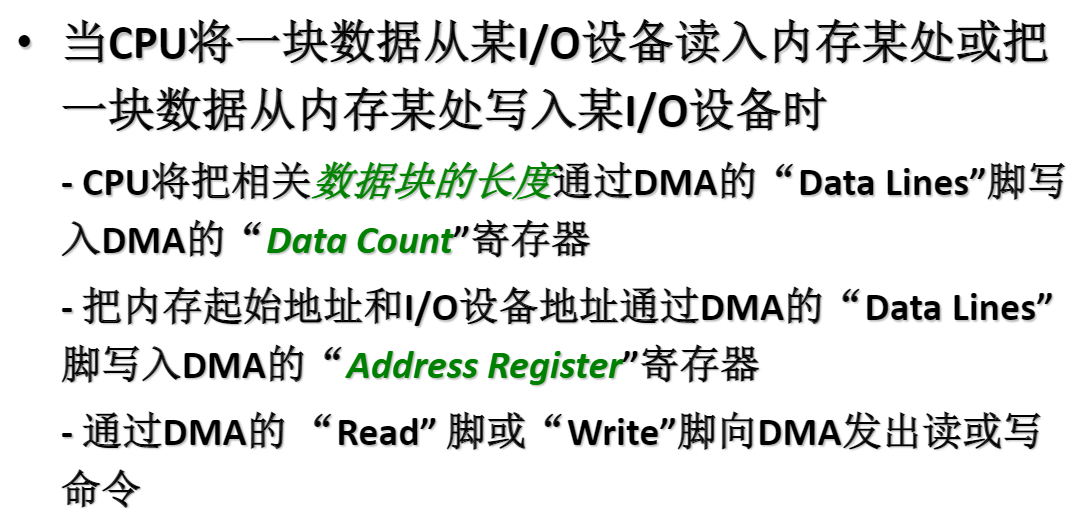 • 当CPU将一块数据从某I/O设备读入内存某处或把
一块数据从内存某处写入某I/O设备时
- CPU将把相关数据块的长度通过DMA的“Data Lines”脚写
入DMA的“Data Count”寄存器
- 把内存起始地址和I/O设备地址通过DMA的“Data Lines”
脚写入DMA的“Address Register”寄存器
- 通过DMA的 “Read” 脚或“Write”脚向DMA发出读或写
命令